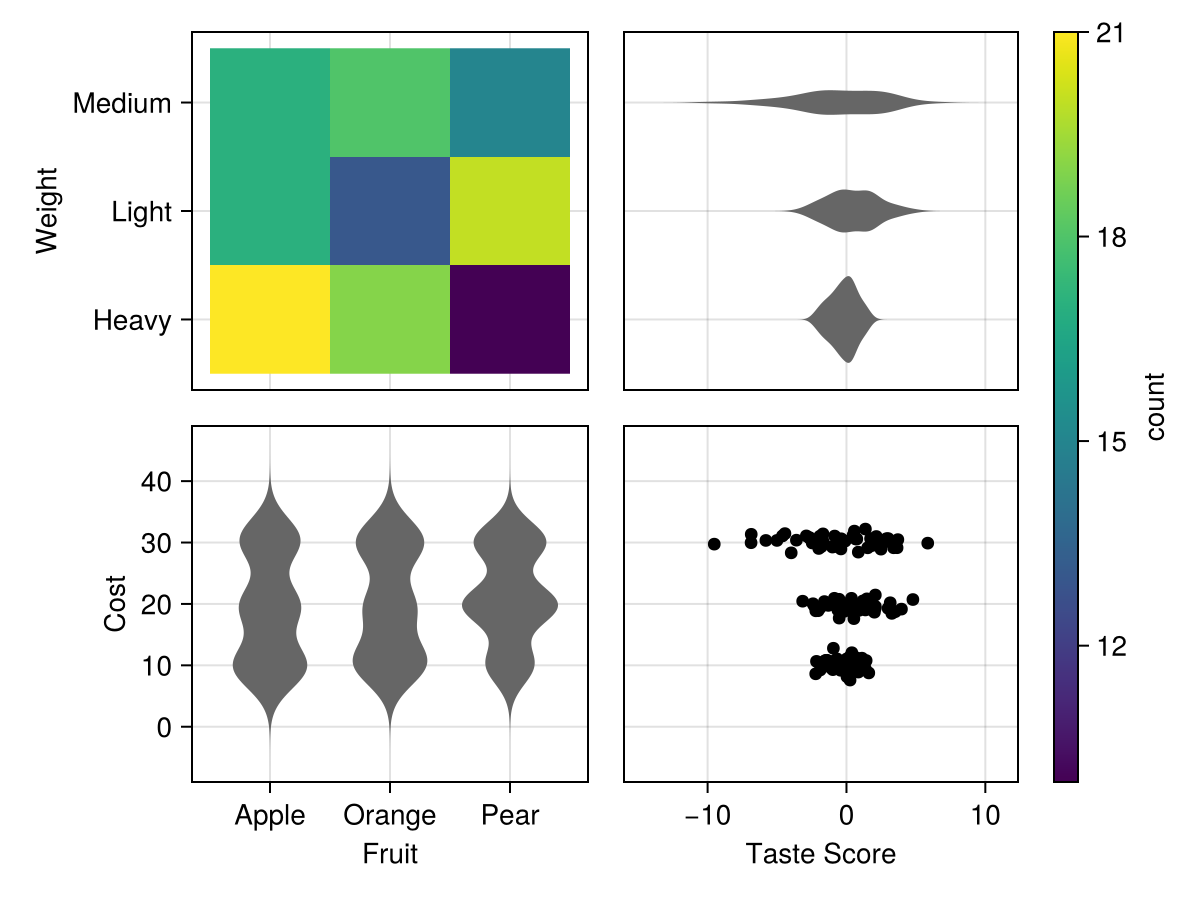 21
Medium
Weight
Light
18
Heavy
count
15
40
30
Cost
20
12
10
0
Apple Orange Pear
−10 0 10
Fruit
Taste Score